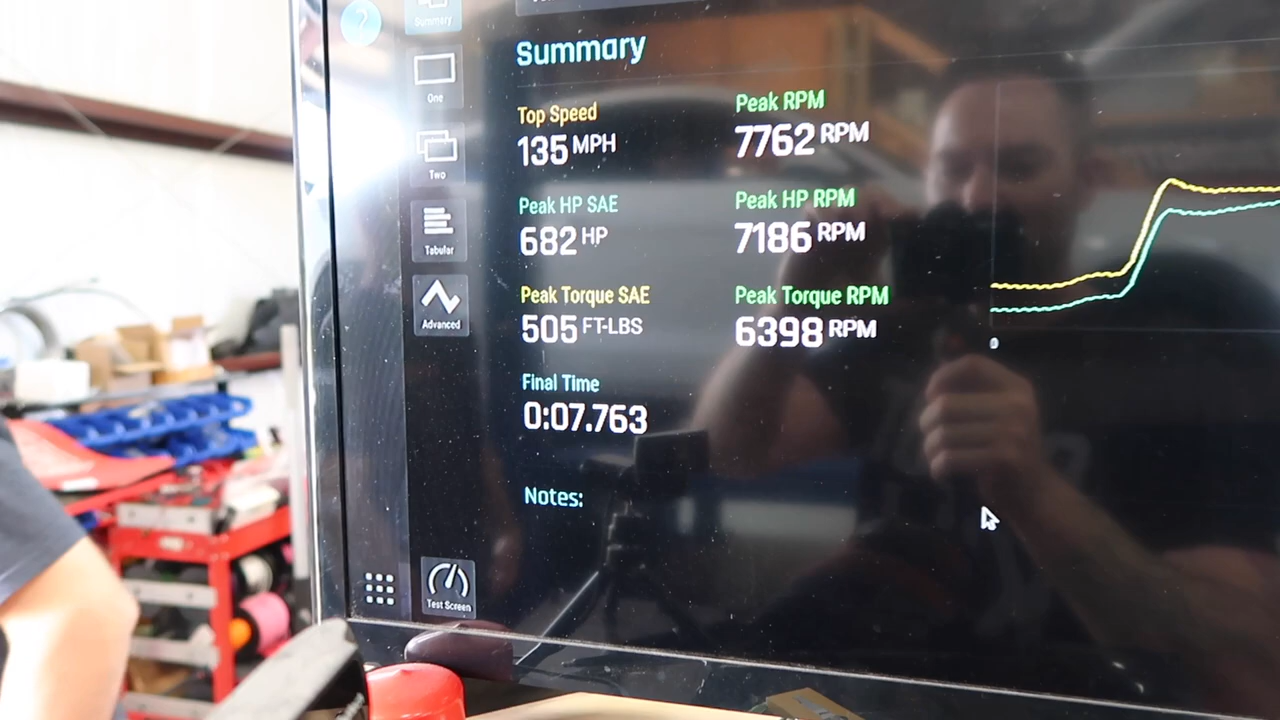 ?
Summary
One
Two
Tabular
Advanced
Test Screen
Summary
Top Speed
135 MPH
Peak RPM
7762 RPM
Peak HP SAE
682 HP
Peak HP RPM
7186 RPM
Peak Torque SAE
505 FT-LBS
Peak Torque RPM
6398 RPM
Final Time
0:07.763
Notes:
0